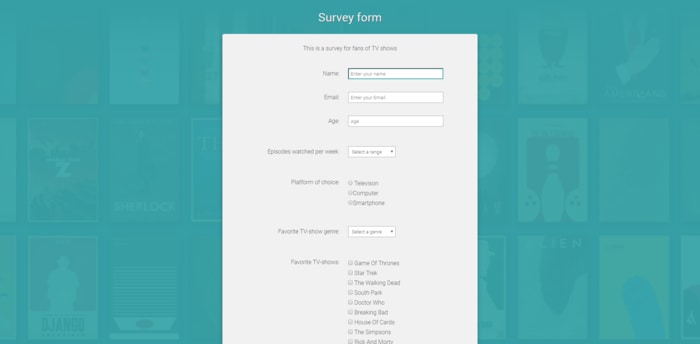 Survey form
This is a survey for fans of TV shows
Name: Enter your name
Email: Enter your Email
Age: age
Episodes watched per week: Select a range
Platform of choice: Television
Computer
Smartphone
Favorite TV-show genre: Select a genre
Favorite TV-shows: Game Of Thrones
Star Trek
The Walking Dead
South Park
Doctor Who
Breaking Bad
House Of Cards
The Simpsons
Rick And Morty
SHERLOCK
DJANGO
ALIEN